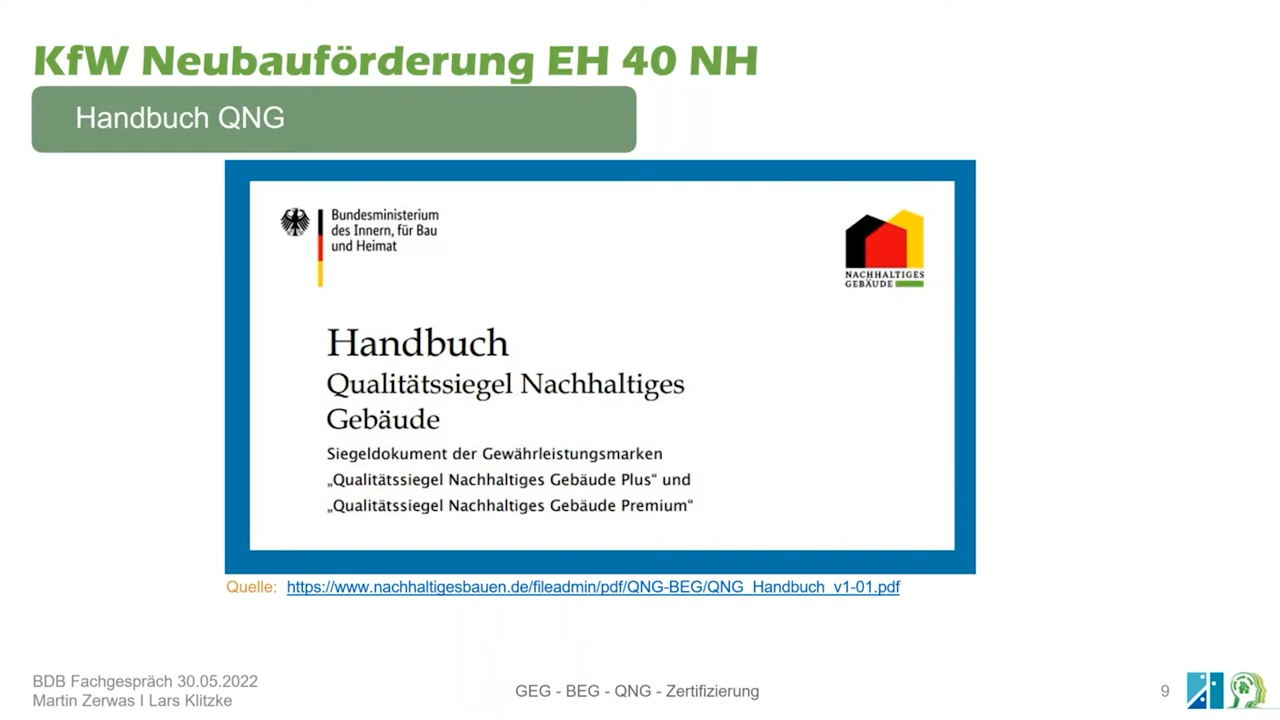 KfW Neubauförderung EH 40 NH
Handbuch QNG
Bundesministerium
des Innern, für Bau
und Heimat
NACHHALTIGES
GEBÄUDE
Handbuch
Qualitätssiegel Nachhaltiges
Gebäude
Siegeldokument der Gewährleistungsmarken
„Qualitätssiegel Nachhaltiges Gebäude Plus“ und
„Qualitätssiegel Nachhaltiges Gebäude Premium“
Quelle: https://www.nachhaltigesbauen.de/fileadmin/pdf/QNG-BEG/QNG_Handbuch_v1-01.pdf
BDB Fachgespräch 30.05.2022
Martin Zerwas I Lars Klitzke
GEG - BEG - QNG - Zertifizierung
9